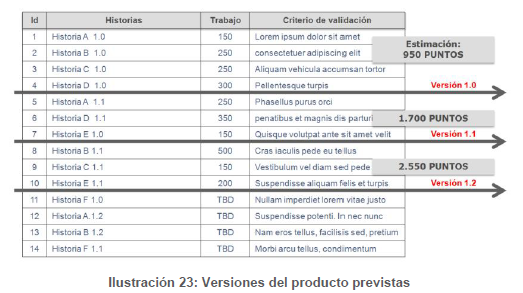 Id Historias Trabajo Criterio de validación
1 Historia A 1.0 150 Lorem ipsum dolor sit amet
Estimación:
950 PUNTOS
2 Historia B 1.0 250 consectetuer adipiscing elit
3 Historia C 1.0 250 Aliquam vehicula accumsan tortor
4 Historia D 1.0 300 Pellentesque turpis
Versión 1.0
5 Historia A 1.1 250 Phasellus purus orci
6 Historia D 1.1 350 penatibus et magnis dis parturi
1.700 PUNTOS
7 Historia E 1.0 150 Quisque volutpat ante sit amet velit
Versión 1.1
8 Historia B 1.1 500 Cras iaculis pede eu tellus
9 Historia C 1.1 150 Vestibulum vel diam sed pede
2.550 PUNTOS
10 Historia E 1.1 200 Suspendisse aliquam felis et turpis
Versión 1.2
11 Historia F 1.0 TBD Nullam imperdiet lorem vitae justo
12 Historia A.1.2 TBD Suspendisse potenti. In nec nunc
13 Historia B 1.2 TBD Nam eros tellus, facilisis sed, pretium
14 Historia F 1.1 TBD Morbi arcu tellus, condimentum
Ilustración 23: Versiones del producto previstas